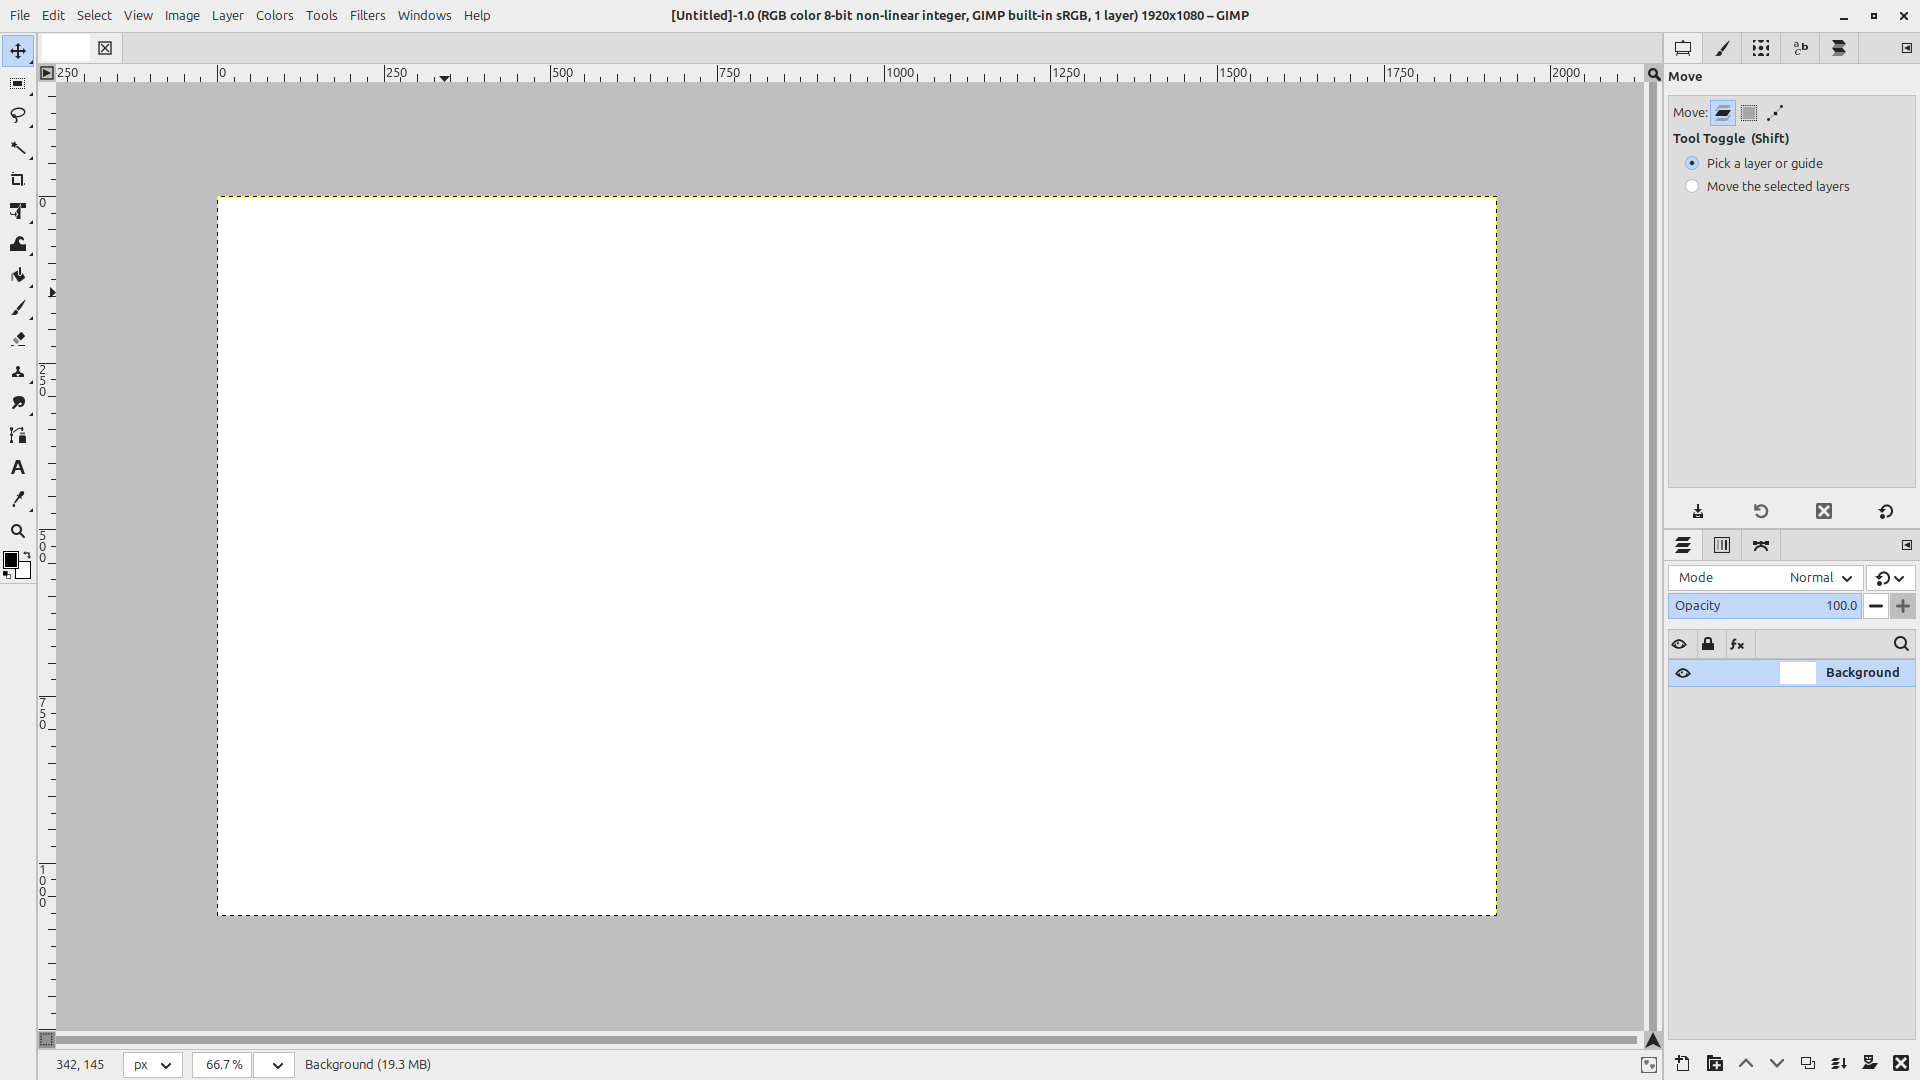 File Edit Select View Image Layer Colors Tools Filters Windows Help
[Untitled]-1.0 (RGB color 8-bit non-linear integer, GIMP built-in sRGB, 1 layer) 1920x1080 – GIMP
250 0 250 500 750 1000 1250 1500 1750 2000
0
250
500
750
1000
A
Move
Move:
Tool Toggle (Shift)
Pick a layer or guide
Move the selected layers
Mode Normal
Opacity 100.0
fx
Background
342, 145 px 66.7 % Background (19.3 MB)